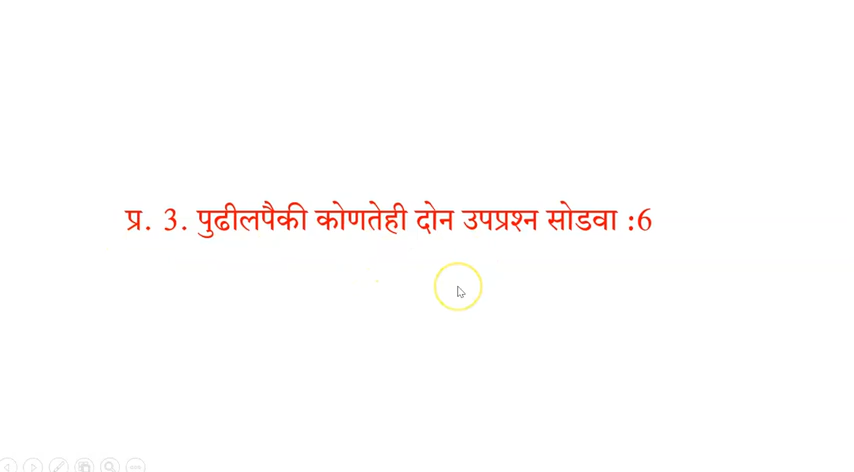 प्र. 3. पुढीलपैकी कोणतेही दोन उपप्रश्न सोडवा :6